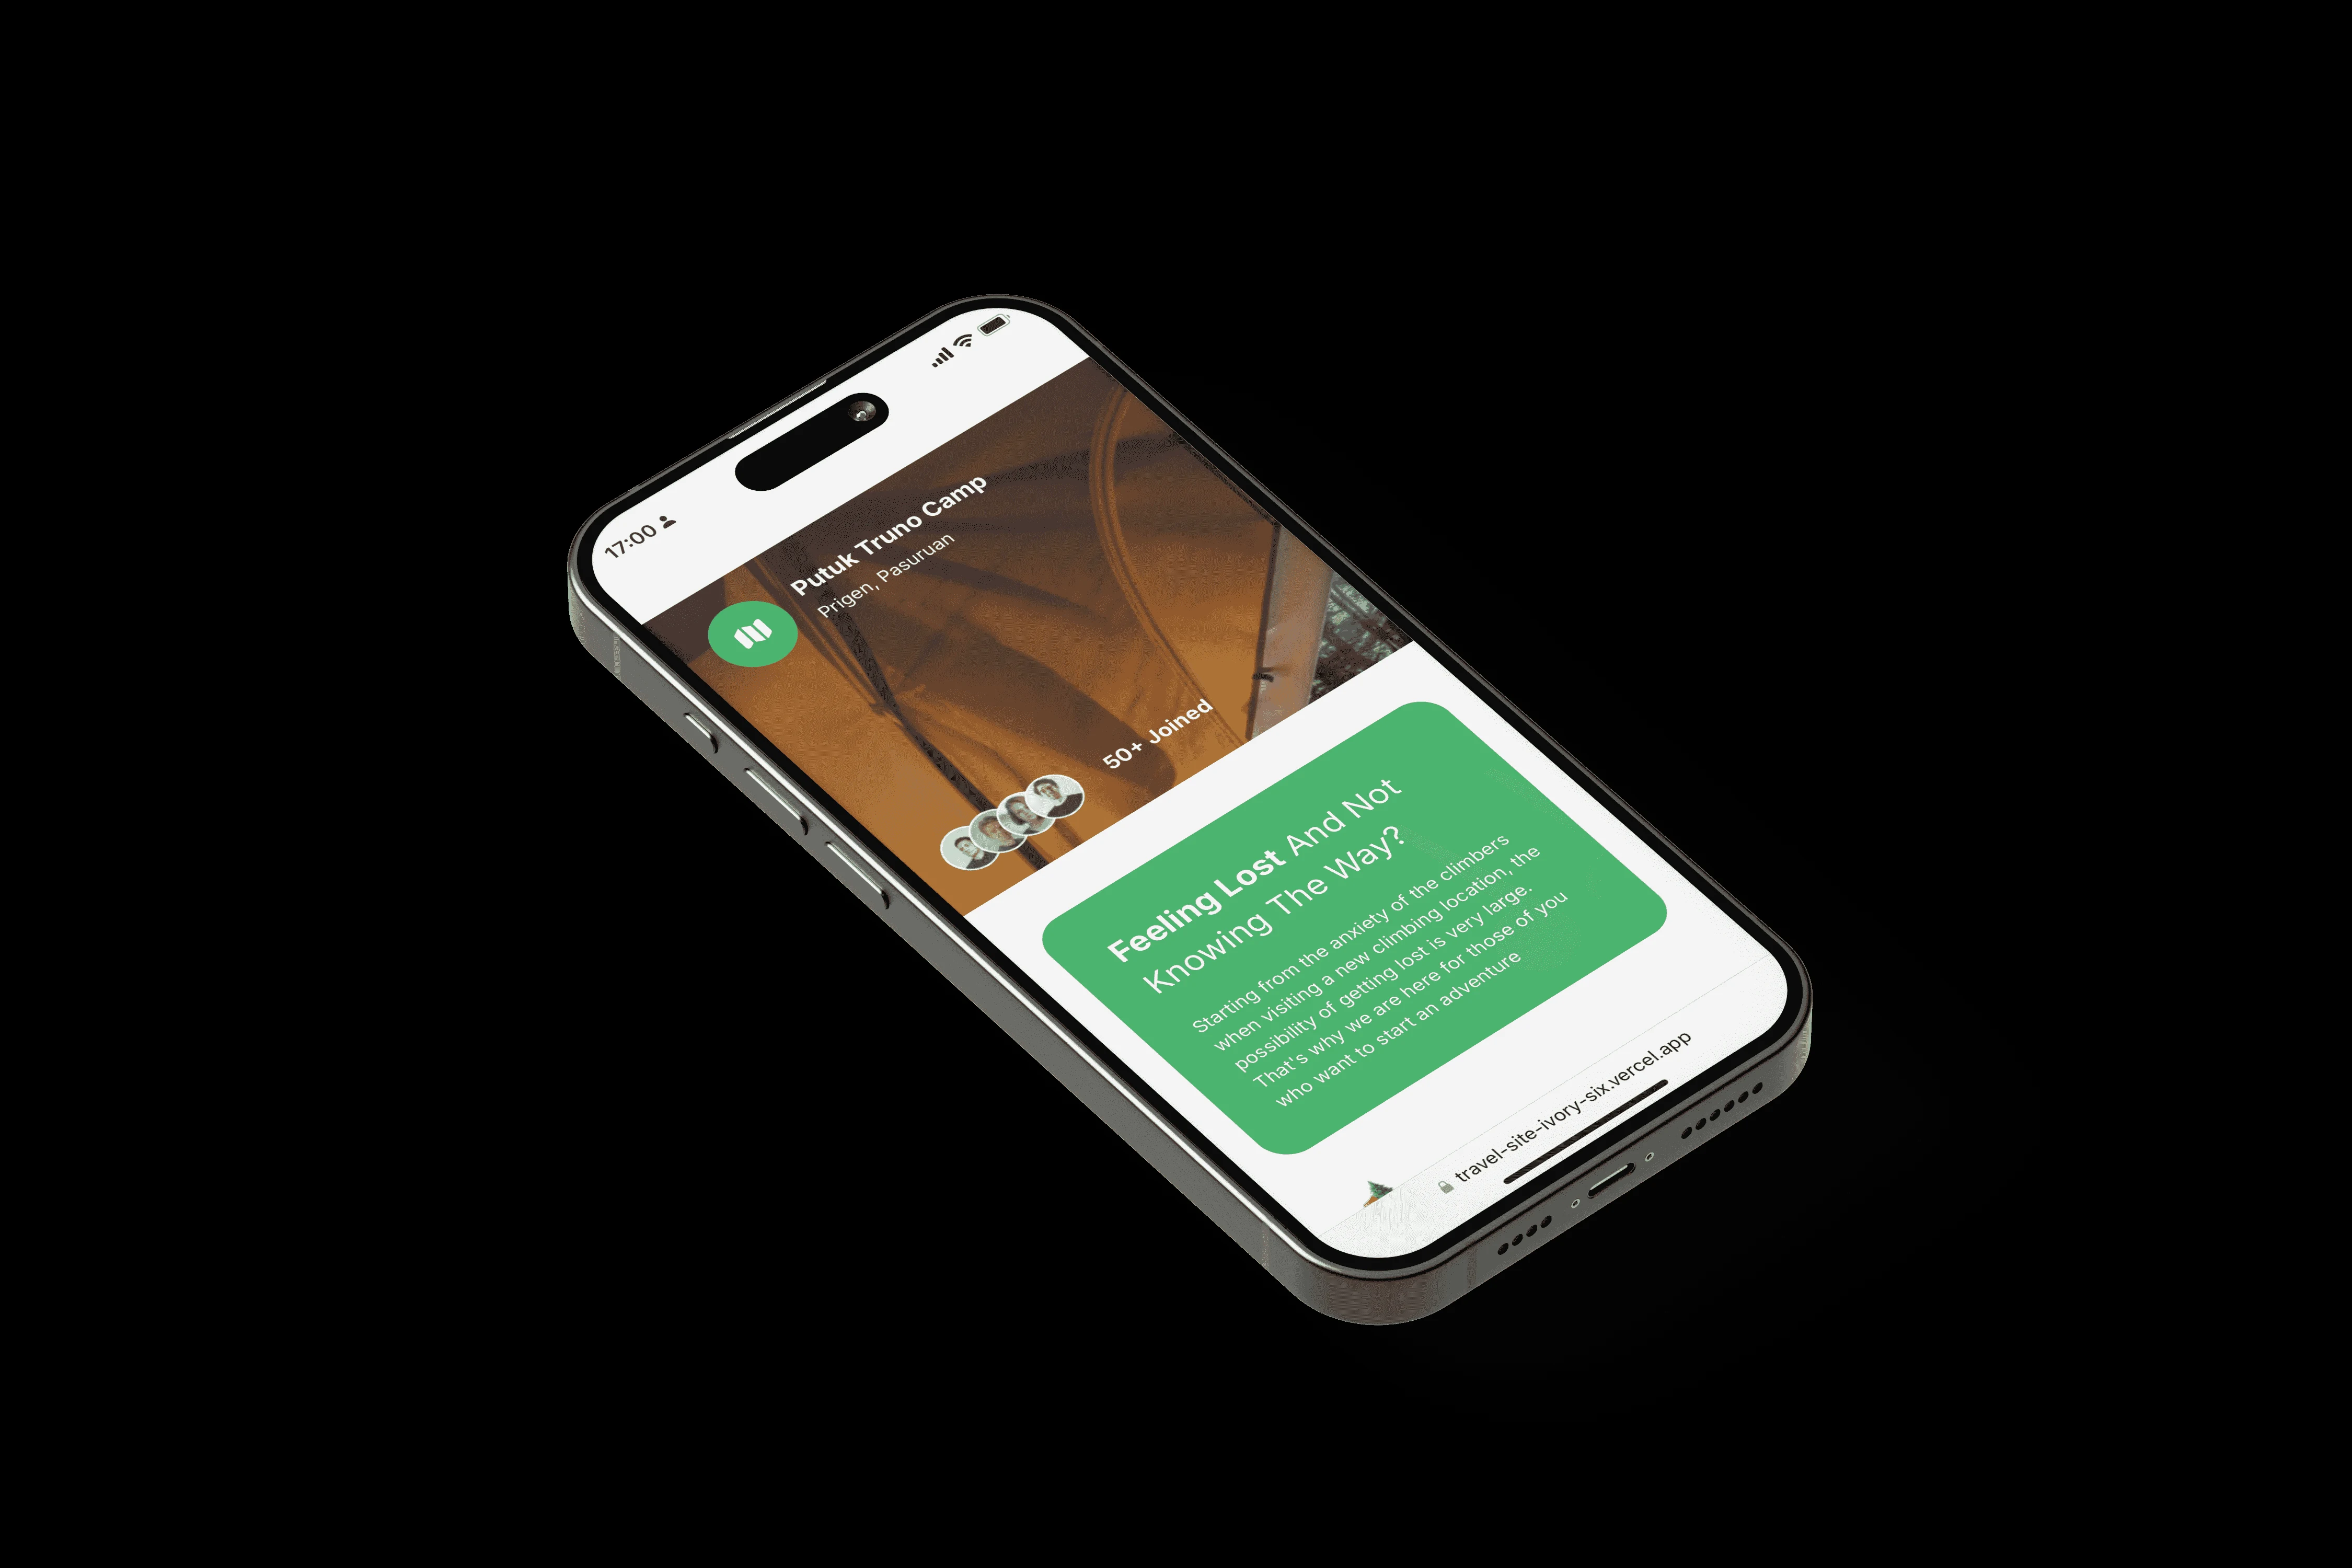 17:00
Putuk Truno Camp
Prigen, Pasuruan
50+ Joined
Feeling Lost And Not
Knowing The Way?
Starting from the anxiety of the climbers
when visiting a new climbing location, the
possibility of getting lost is very large.
That's why we are here for those of you
who want to start an adventure
travel-site-ivory-six.vercel.app